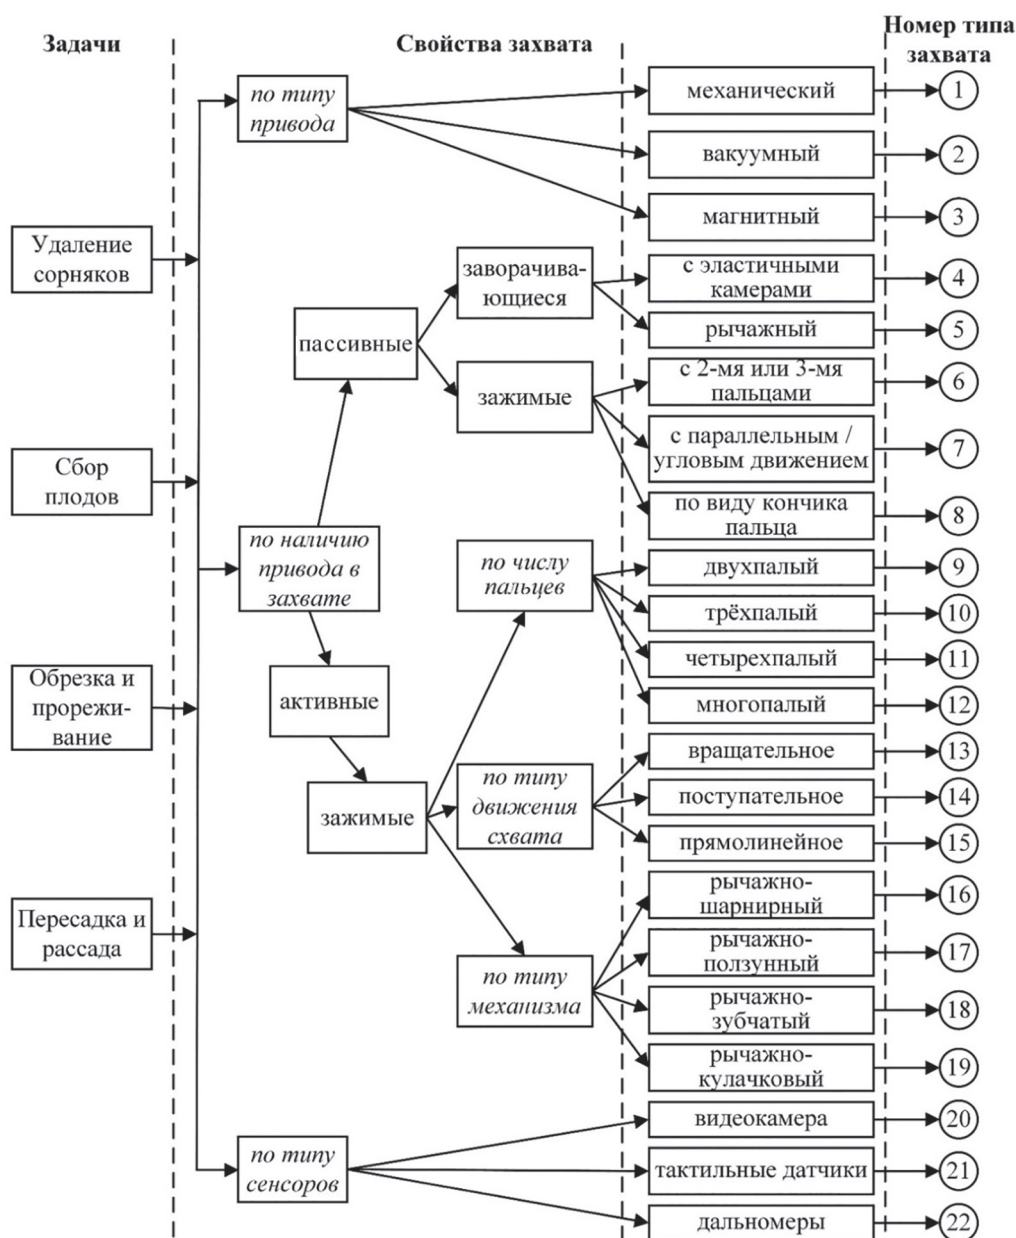 Задачи
Свойства захвата
Номер типа
захвата
по типу
привода
механический
1
вакуумный
2
магнитный
3
Удаление
сорняков
заворачива-
ющиеся
с эластичными
камерами
4
рычажный
5
пассивные
зажимые
с 2-мя или 3-мя
пальцами
6
с параллельным /
угловым движением
7
по виду кончика
пальца
8
Сбор
плодов
по наличию
привода в
захвате
по числу
пальцев
двухпалый
9
трёхпалый
10
четырехпалый
11
многопалый
12
Обрезка и
прорежи-
вание
активные
зажимые
по типу
движения
схвата
вращательное
13
поступательное
14
прямолинейное
15
Пересадка и
рассада
по типу
механизма
рычажно-
шарнирный
16
рычажно-
ползунный
17
рычажно-
зубчатый
18
рычажно-
кулачковый
19
по типу
сенсоров
видеокамера
20
тактильные датчики
21
дальномеры
22